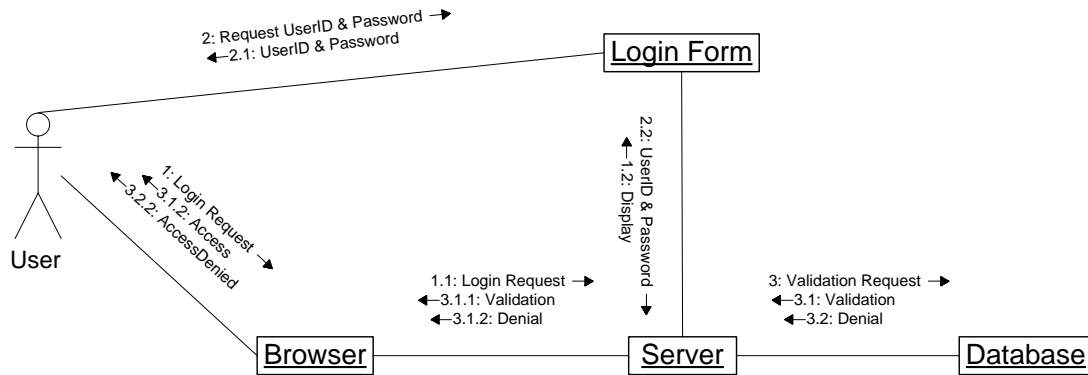 2: Request UserID & Password
2.1: UserID & Password
Login Form
2.2: UserID & Password
1.2: Display
1: Login Request
3.1.2: Access
3.2.2: AccessDenied
User
1.1: Login Request
3.1.1: Validation
3.1.2: Denial
3: Validation Request
3.1: Validation
3.2: Denial
Browser
Server
Database